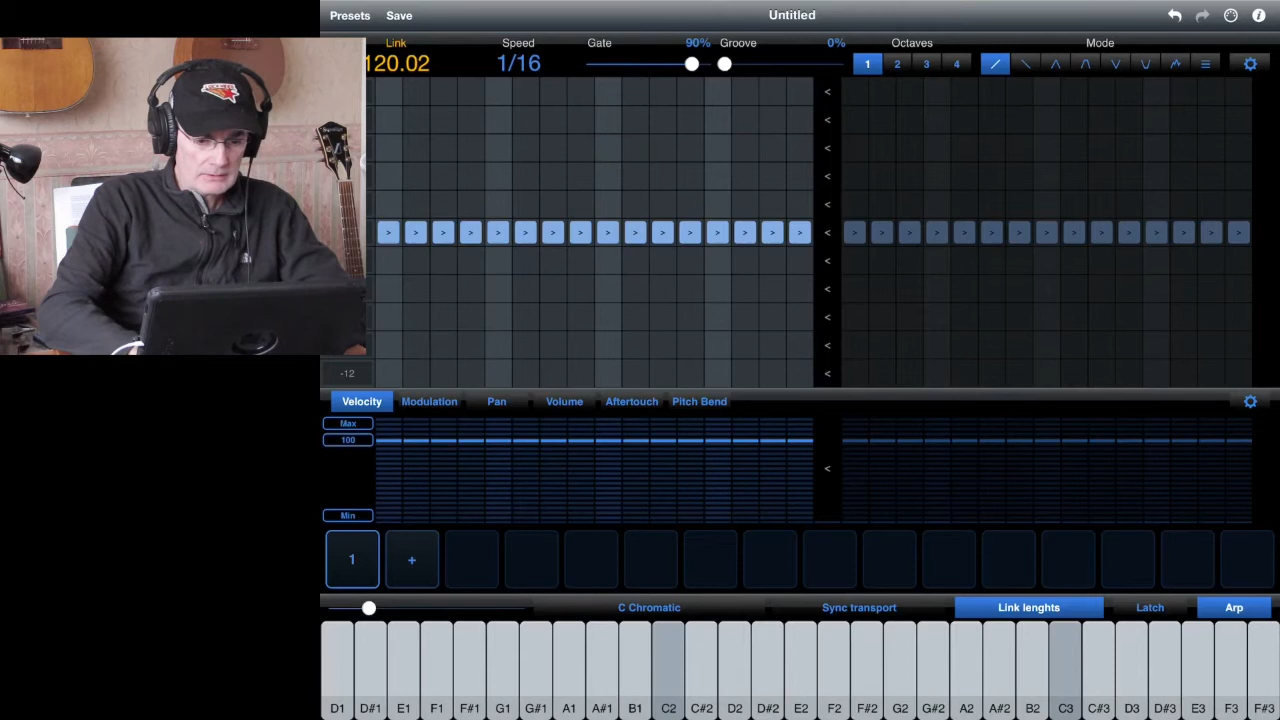 Presets Save Untitled
Link Speed Gate 90% Groove 0% Octaves Mode
120.02 1/16 1 2 3 4
-12
Velocity Modulation Pan Volume Aftertouch Pitch Bend
Max
100
Min
1 +
C Chromatic Sync transport Link lenghts Latch Arp
D1 D#1 E1 F1 F#1 G1 G#1 A1 A#1 B1 C2 C#2 D2 D#2 E2 F2 F#2 G2 G#2 A2 A#2 B2 C3 C#3 D3 D#3 E3 F3 F#3